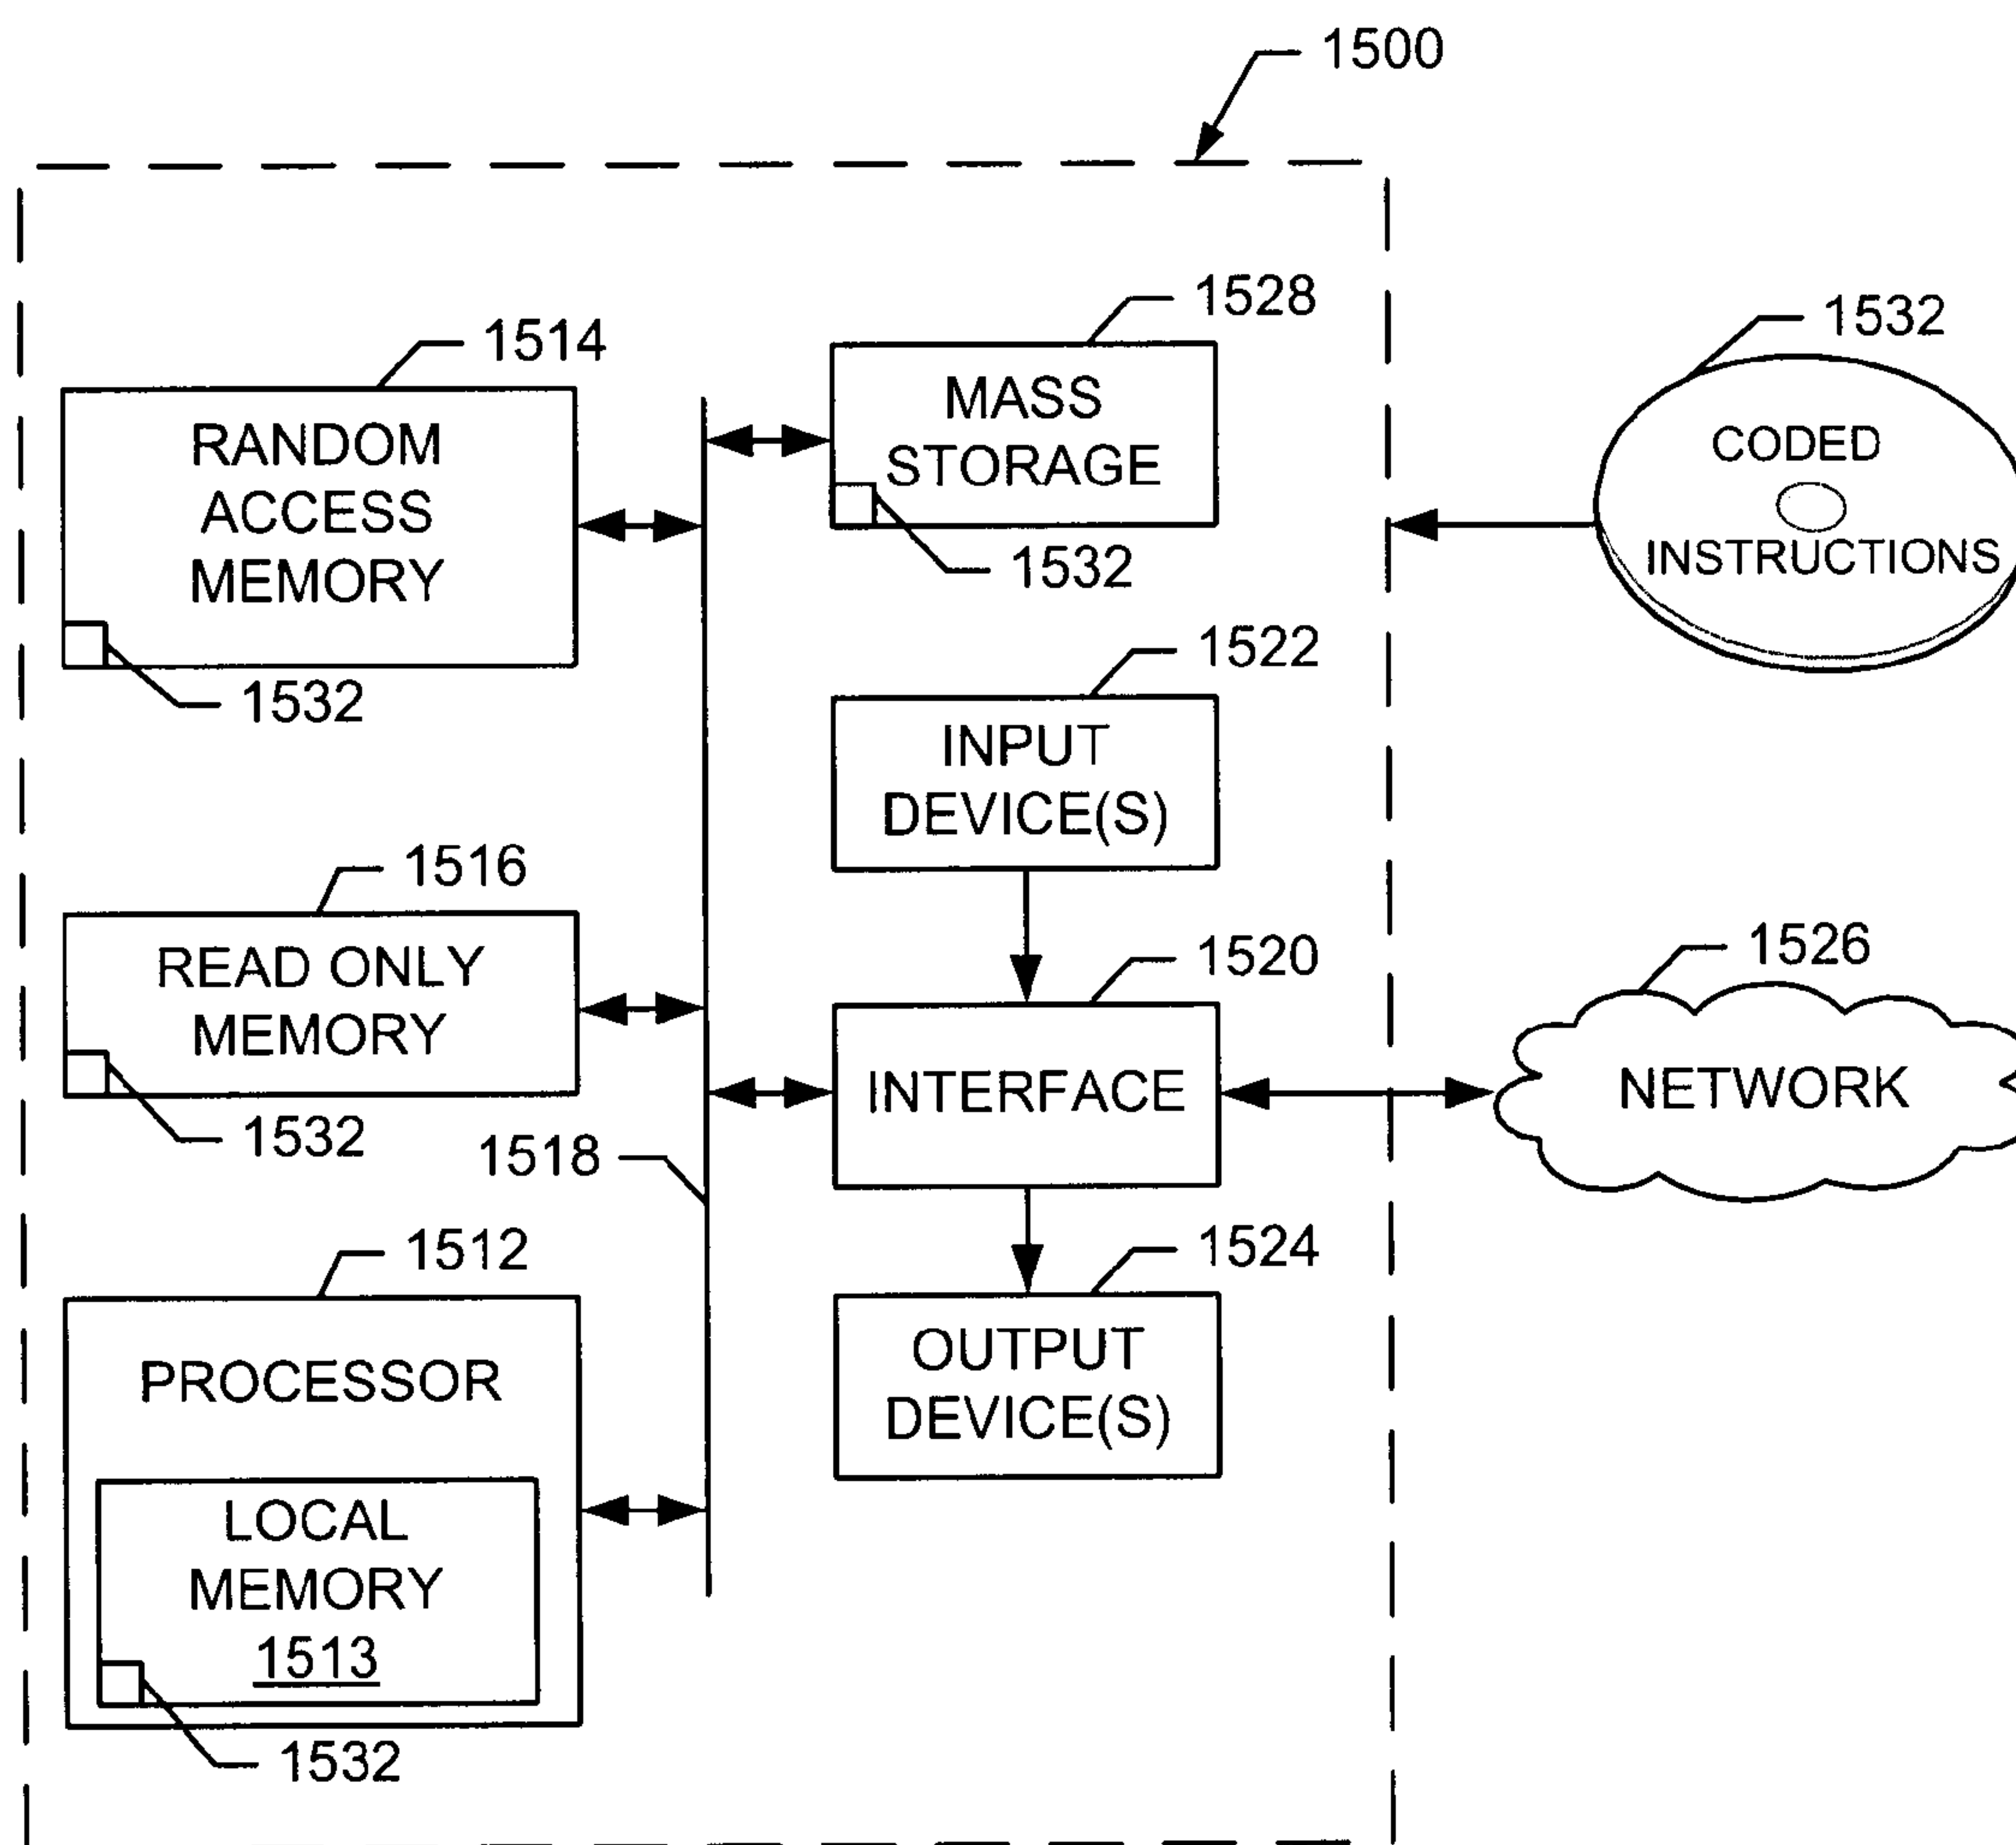 1500
1528
1532
1514
MASS
STORAGE
RANDOM
ACCESS
MEMORY
CODED
INSTRUCTIONS
1532
1532
1522
INPUT
DEVICE(S)
1516
READ ONLY
MEMORY
1520
1526
INTERFACE
NETWORK
1532
1518
1512
1524
PROCESSOR
OUTPUT
DEVICE(S)
LOCAL
MEMORY
1513
1532